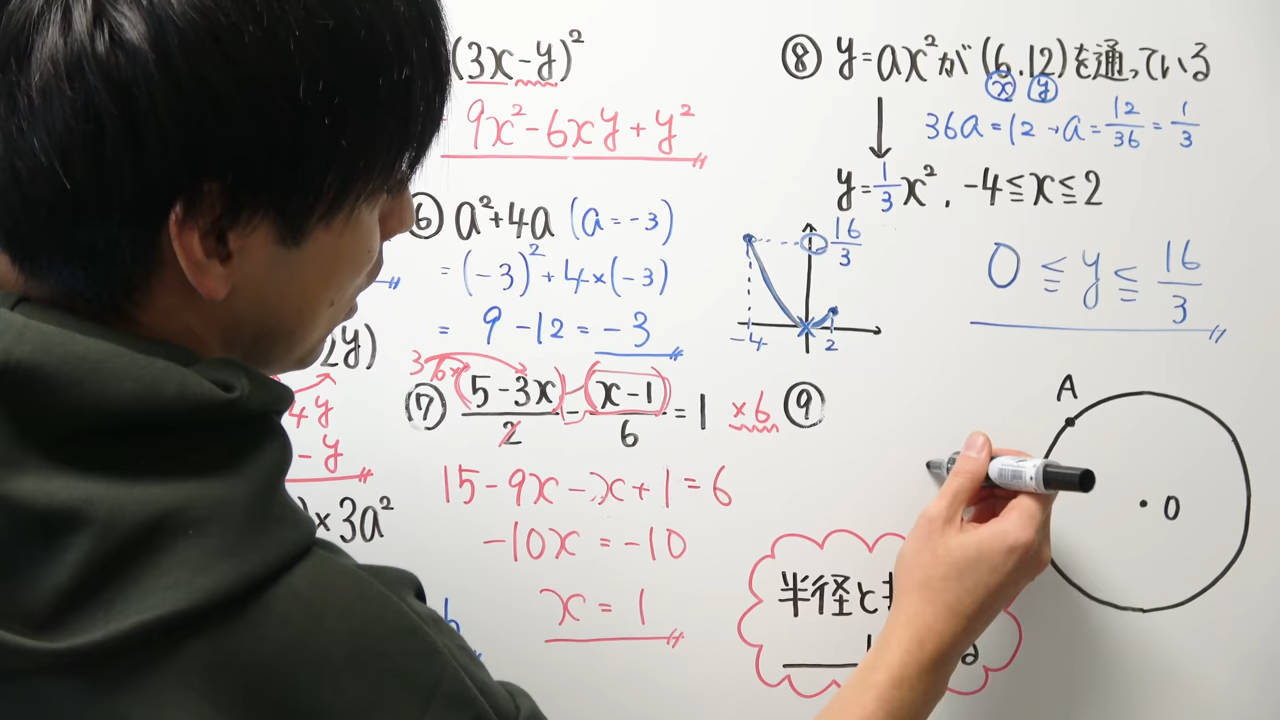 (3x-y)²
9x²-6xy+y²
⑥ a²+4a (a=-3)
=(-3)²+4×(-3)
= 9 -12 = -3
2y)
4y
-y
×3a²
b
⑦ (5-3x)/2 - (x-1)/6 = 1 ×6
3 6×
15-9x-x+1=6
-10x=-10
x=1
⑧ y=ax²が(6.12)を通っている
x y
36a=12→a=12/36=1/3
y=1/3x², -4≦x≦2
16/3
-4 2
0≦y≦16/3
⑨
A
O
半径と